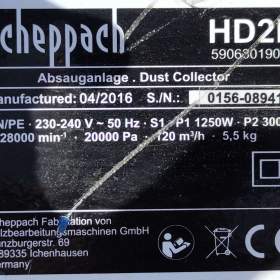 cheppach HD2
590630190
Absauganlage . Dust Collector
anufactured: 04/2016 S./N.: 0156-0894
/PE · 230-240 V ~ 50 Hz · S1 · P1 1250W · P2 300
28000 min⁻¹ · 20000 Pa · 120 m³/h · 5,5 kg
cheppach Fabrikation von
lzbearbeitungsmaschinen GmbH
nzburgerstr. 69
89335 Ichenhausen
ermany